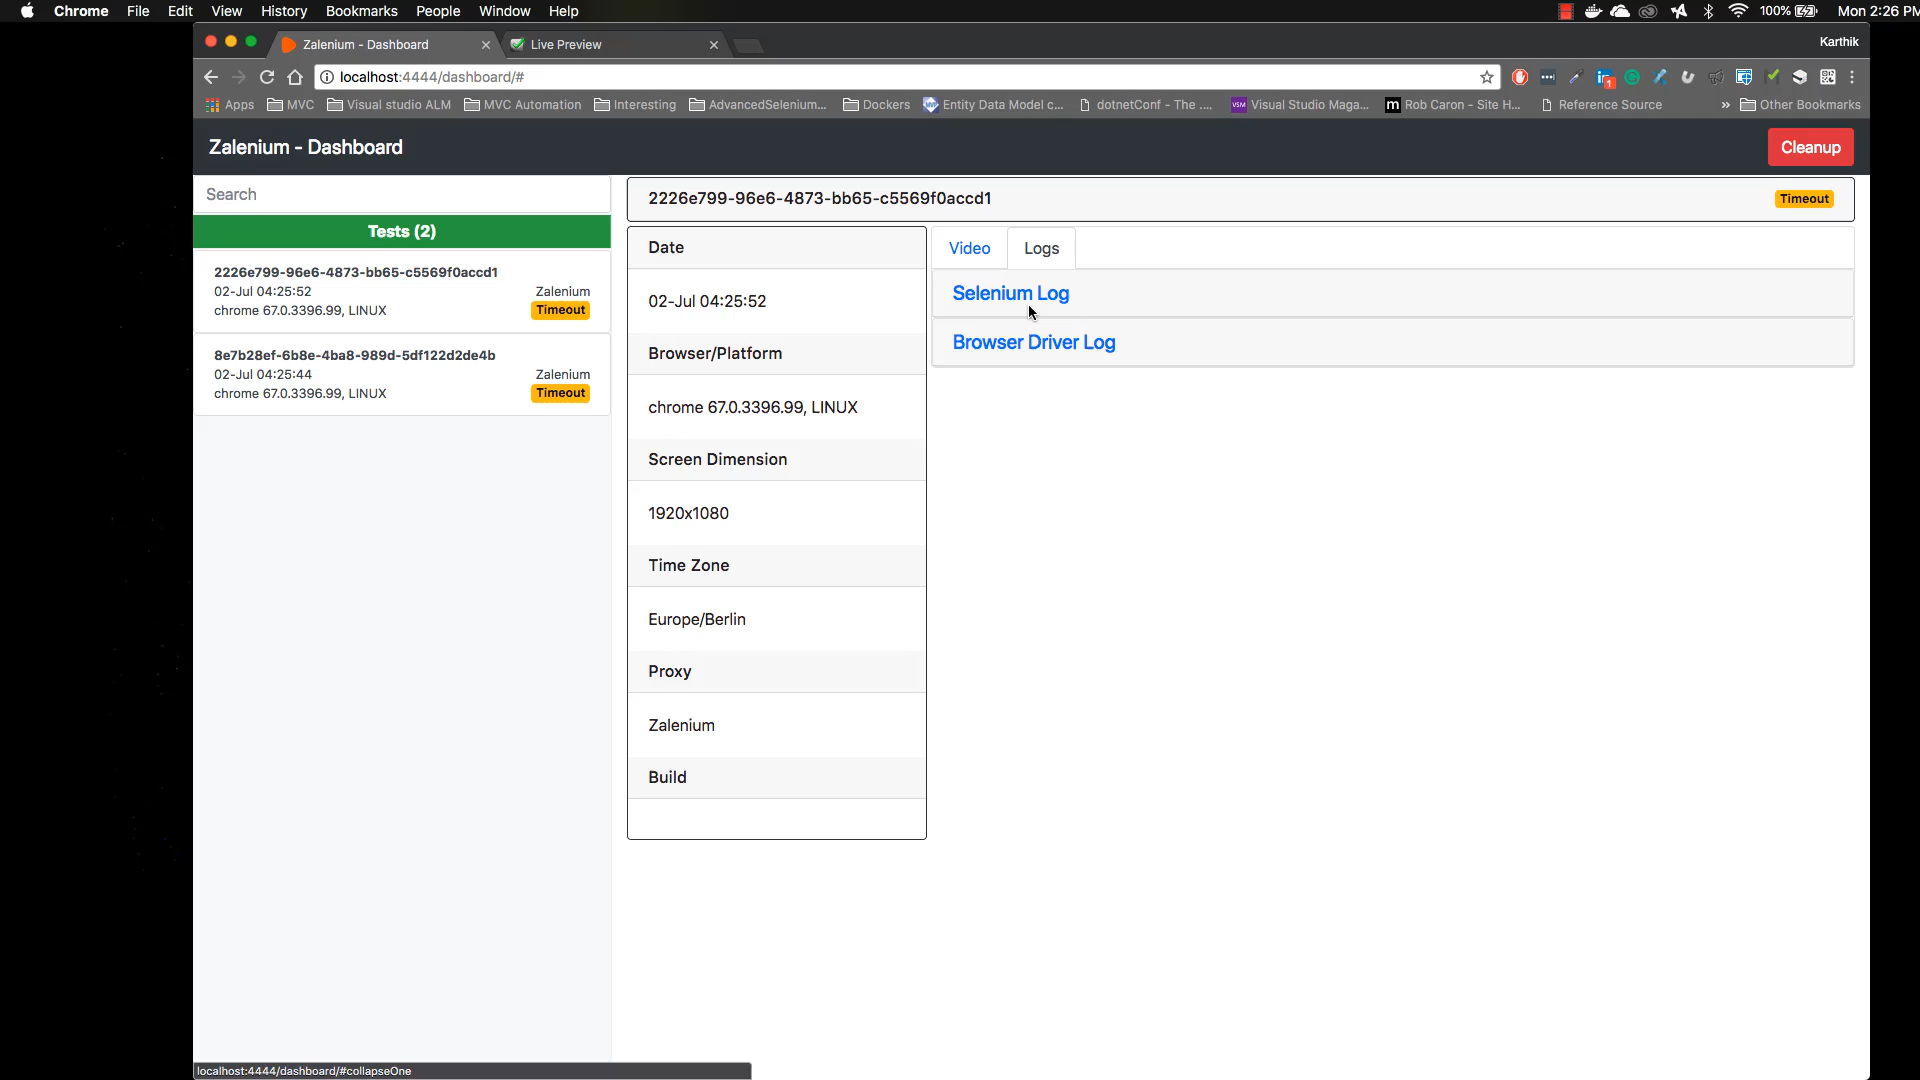 Chrome File Edit View History Bookmarks People Window Help 100% Mon 2:26 PM
Zalenium - Dashboard Live Preview Karthik
localhost:4444/dashboard/#
Apps MVC Visual studio ALM MVC Automation Interesting AdvancedSelenium... Dockers Entity Data Model c... dotnetConf - The .... VSM Visual Studio Maga... m Rob Caron - Site H... Reference Source » Other Bookmarks
Zalenium - Dashboard Cleanup
Search
Tests (2)
2226e799-96e6-4873-bb65-c5569f0accd1
02-Jul 04:25:52 Zalenium
chrome 67.0.3396.99, LINUX Timeout
8e7b28ef-6b8e-4ba8-989d-5df122d2de4b
02-Jul 04:25:44 Zalenium
chrome 67.0.3396.99, LINUX Timeout
2226e799-96e6-4873-bb65-c5569f0accd1 Timeout
Date
02-Jul 04:25:52
Browser/Platform
chrome 67.0.3396.99, LINUX
Screen Dimension
1920x1080
Time Zone
Europe/Berlin
Proxy
Zalenium
Build
Video Logs
Selenium Log
Browser Driver Log
localhost:4444/dashboard/#collapseOne